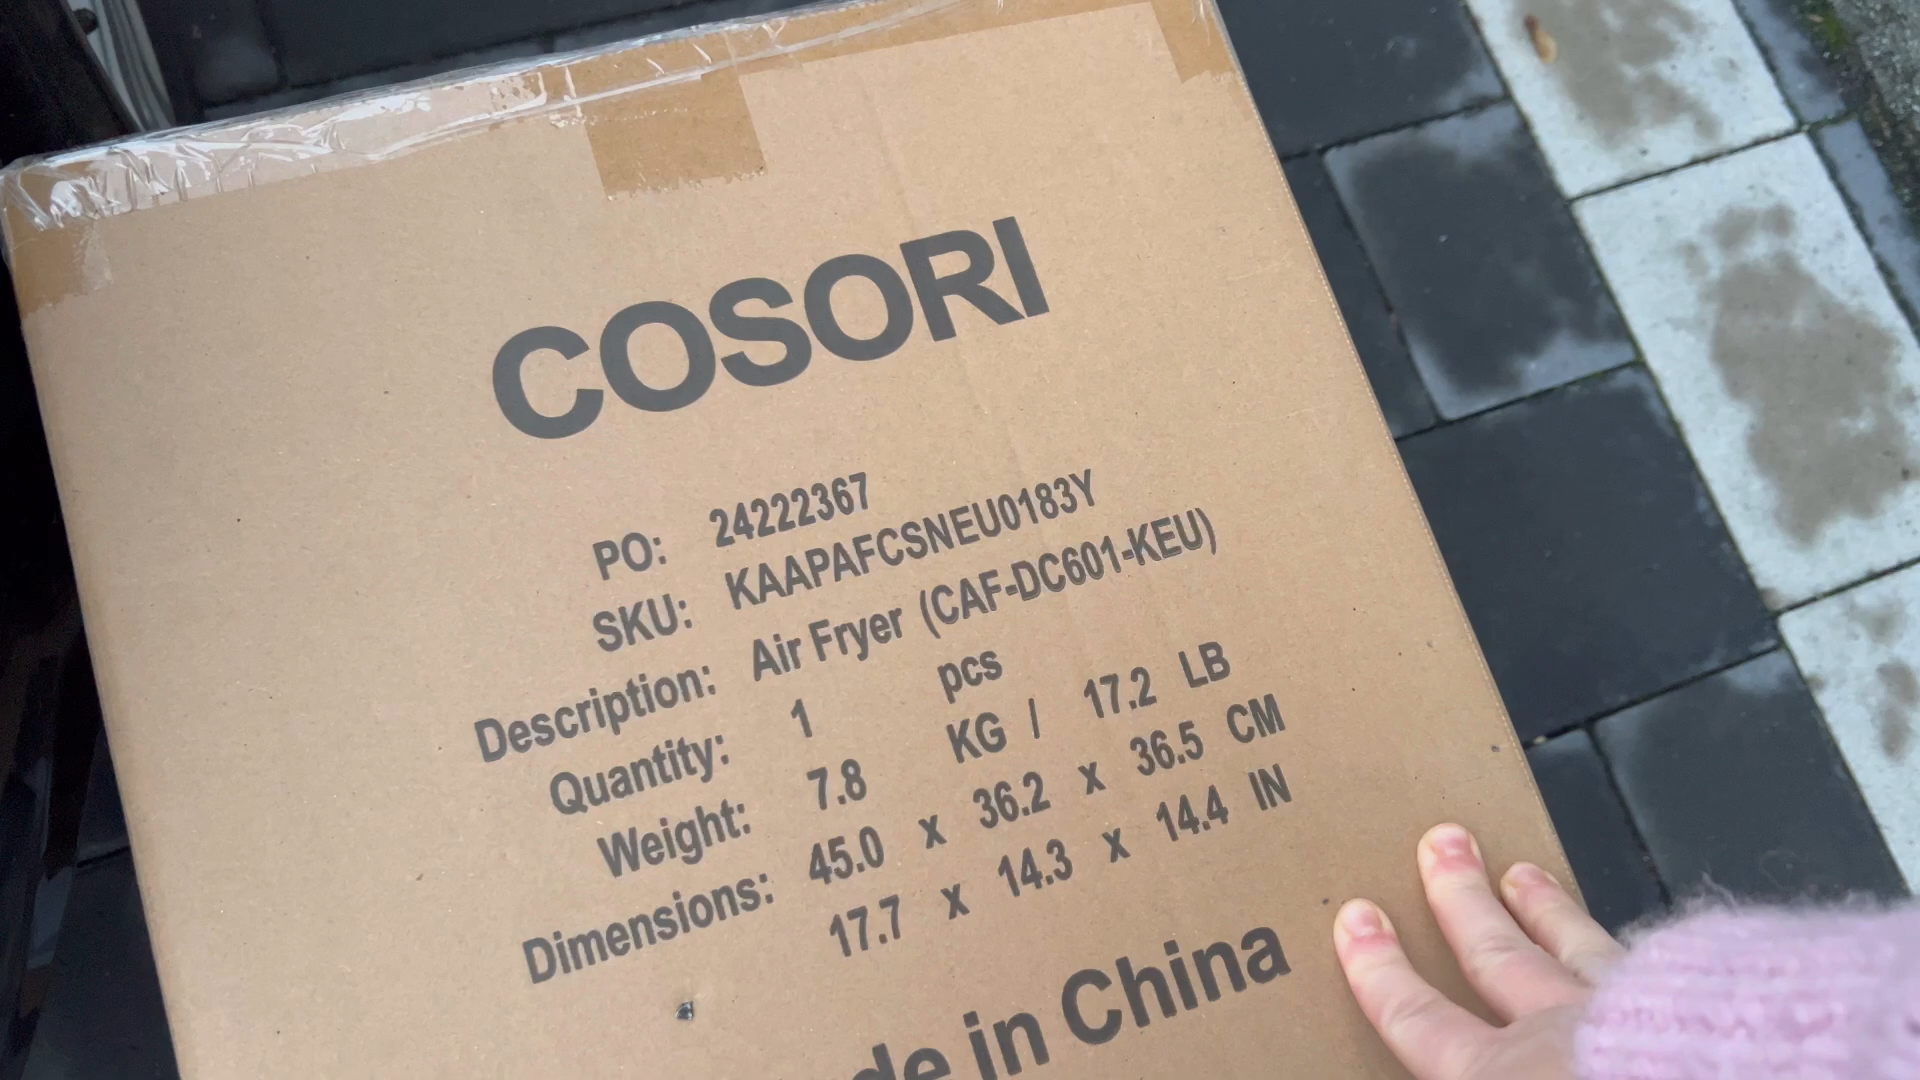 COSORI
PO: 24222367
SKU: KAAPAFCSNEU0183Y
Description: Air Fryer (CAF-DC601-KEU)
Quantity: 1 pcs
Weight: 7.8 KG / 17.2 LB
Dimensions: 45.0 x 36.2 x 36.5 CM
17.7 x 14.3 x 14.4 IN
de in China